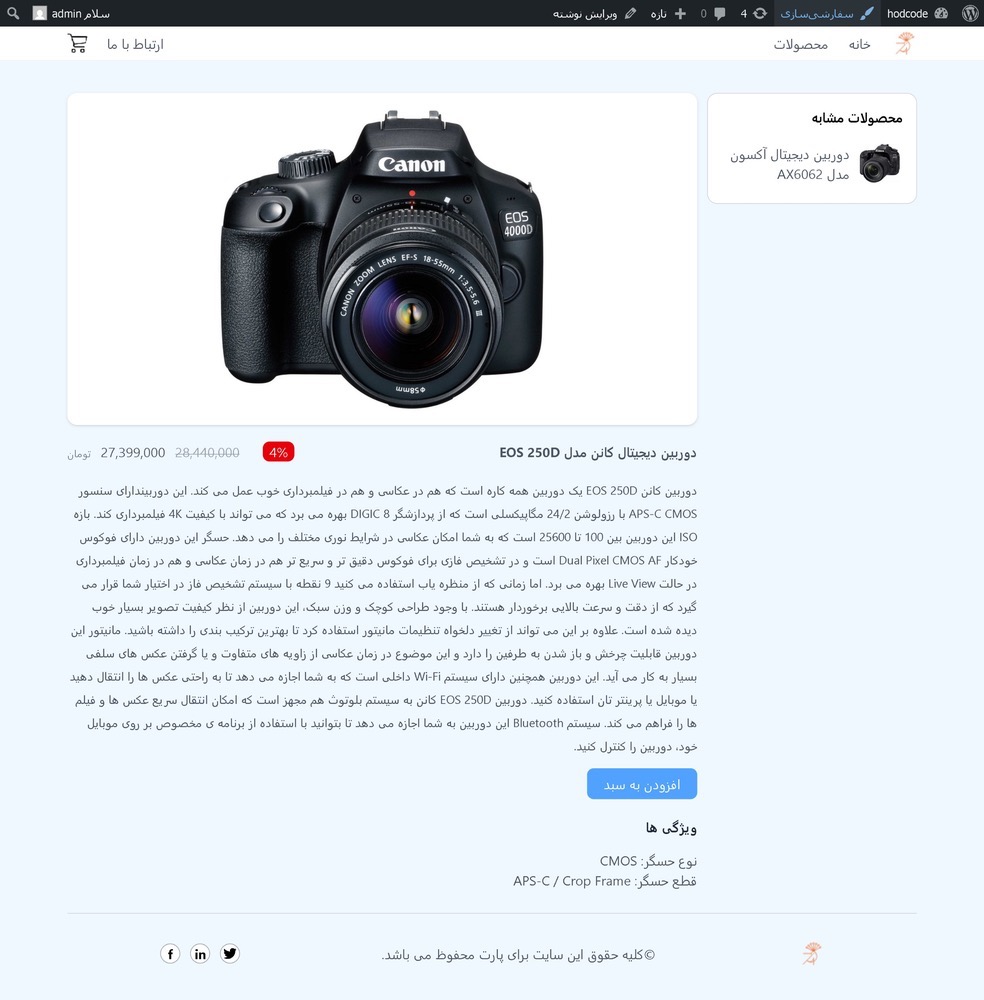 hodcode سفارشی‌سازی 4 0 تازه ویرایش نوشته سلام admin
خانه محصولات ارتباط با ما
محصولات مشابه
دوربین دیجیتال آکسون
مدل AX6062
Canon
EOS
4000D
Canon
CANON ZOOM LENS EF-S 18-55mm 1:3.5-5.6 III
Φ58mm
دوربین دیجیتال کانن مدل EOS 250D
4% 28,440,000 27,399,000 تومان
دوربین کانن EOS 250D یک دوربین همه کاره است که هم در عکاسی و هم در فیلمبرداری خوب عمل می کند. این دوربیندارای سنسور
APS-C CMOS با رزولوشن 24/2 مگاپیکسلی است که از پردازشگر DIGIC 8 بهره می برد که می تواند با کیفیت 4K فیلمبرداری کند. بازه
ISO این دوربین بین 100 تا 25600 است که به شما امکان عکاسی در شرایط نوری مختلف را می دهد. حسگر این دوربین دارای فوکوس
خودکار Dual Pixel CMOS AF است و در تشخیص فازی برای فوکوس دقیق تر و سریع تر هم در زمان عکاسی و هم در زمان فیلمبرداری
در حالت Live View بهره می برد. اما زمانی که از منظره یاب استفاده می کنید 9 نقطه با سیستم تشخیص فاز در اختیار شما قرار می
گیرد که از دقت و سرعت بالایی برخوردار هستند. با وجود طراحی کوچک و وزن سبک، این دوربین از نظر کیفیت تصویر بسیار خوب
دیده شده است. علاوه بر این می تواند از تغییر دلخواه تنظیمات مانیتور استفاده کرد تا بهترین ترکیب بندی را داشته باشید. مانیتور این
دوربین قابلیت چرخش و باز شدن به طرفین را دارد و این موضوع در زمان عکاسی از زاویه های متفاوت و یا گرفتن عکس های سلفی
بسیار به کار می آید. این دوربین همچنین دارای سیستم Wi-Fi داخلی است که به شما اجازه می دهد تا به راحتی عکس ها را انتقال دهید
یا موبایل یا پرینتر تان استفاده کنید. دوربین EOS 250D کانن به سیستم بلوتوث هم مجهز است که امکان انتقال سریع عکس ها و فیلم
ها را فراهم می کند. سیستم Bluetooth این دوربین به شما اجازه می دهد تا بتوانید با استفاده از برنامه ی مخصوص بر روی موبایل
خود، دوربین را کنترل کنید.
افزودن به سبد
ویژگی ها
نوع حسگر: CMOS
قطع حسگر: APS-C / Crop Frame
©کلیه حقوق این سایت برای پارت محفوظ می باشد.